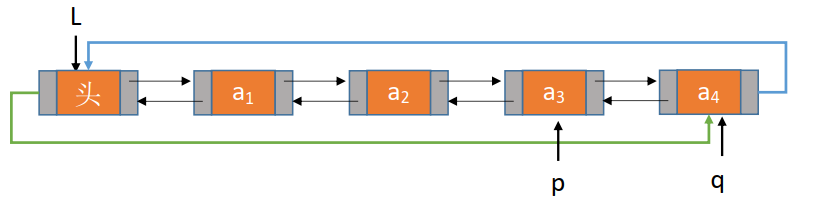 L
头 a₁ a₂ a₃ a₄
p q